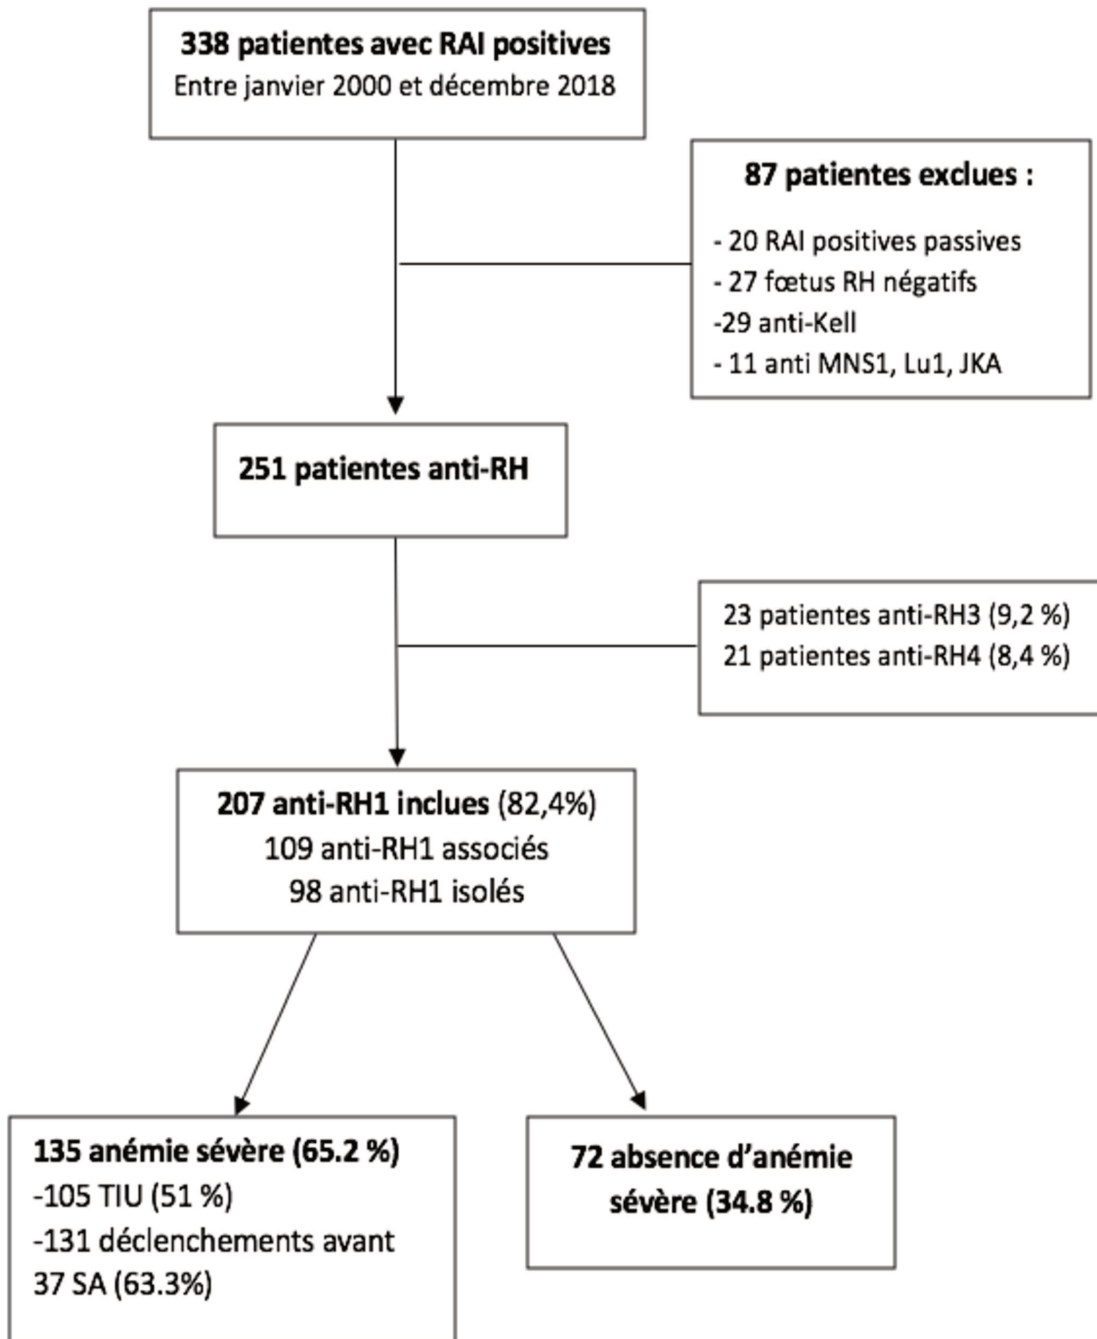 338 patientes avec RAI positives
Entre janvier 2000 et décembre 2018
87 patientes exclues :
- 20 RAI positives passives
- 27 fœtus RH négatifs
-29 anti-Kell
- 11 anti MNS1, Lu1, JKA
251 patientes anti-RH
23 patientes anti-RH3 (9,2 %)
21 patientes anti-RH4 (8,4 %)
207 anti-RH1 inclues (82,4%)
109 anti-RH1 associés
98 anti-RH1 isolés
135 anémie sévère (65.2 %)
-105 TIU (51 %)
-131 déclenchements avant
37 SA (63.3%)
72 absence d’anémie
sévère (34.8 %)